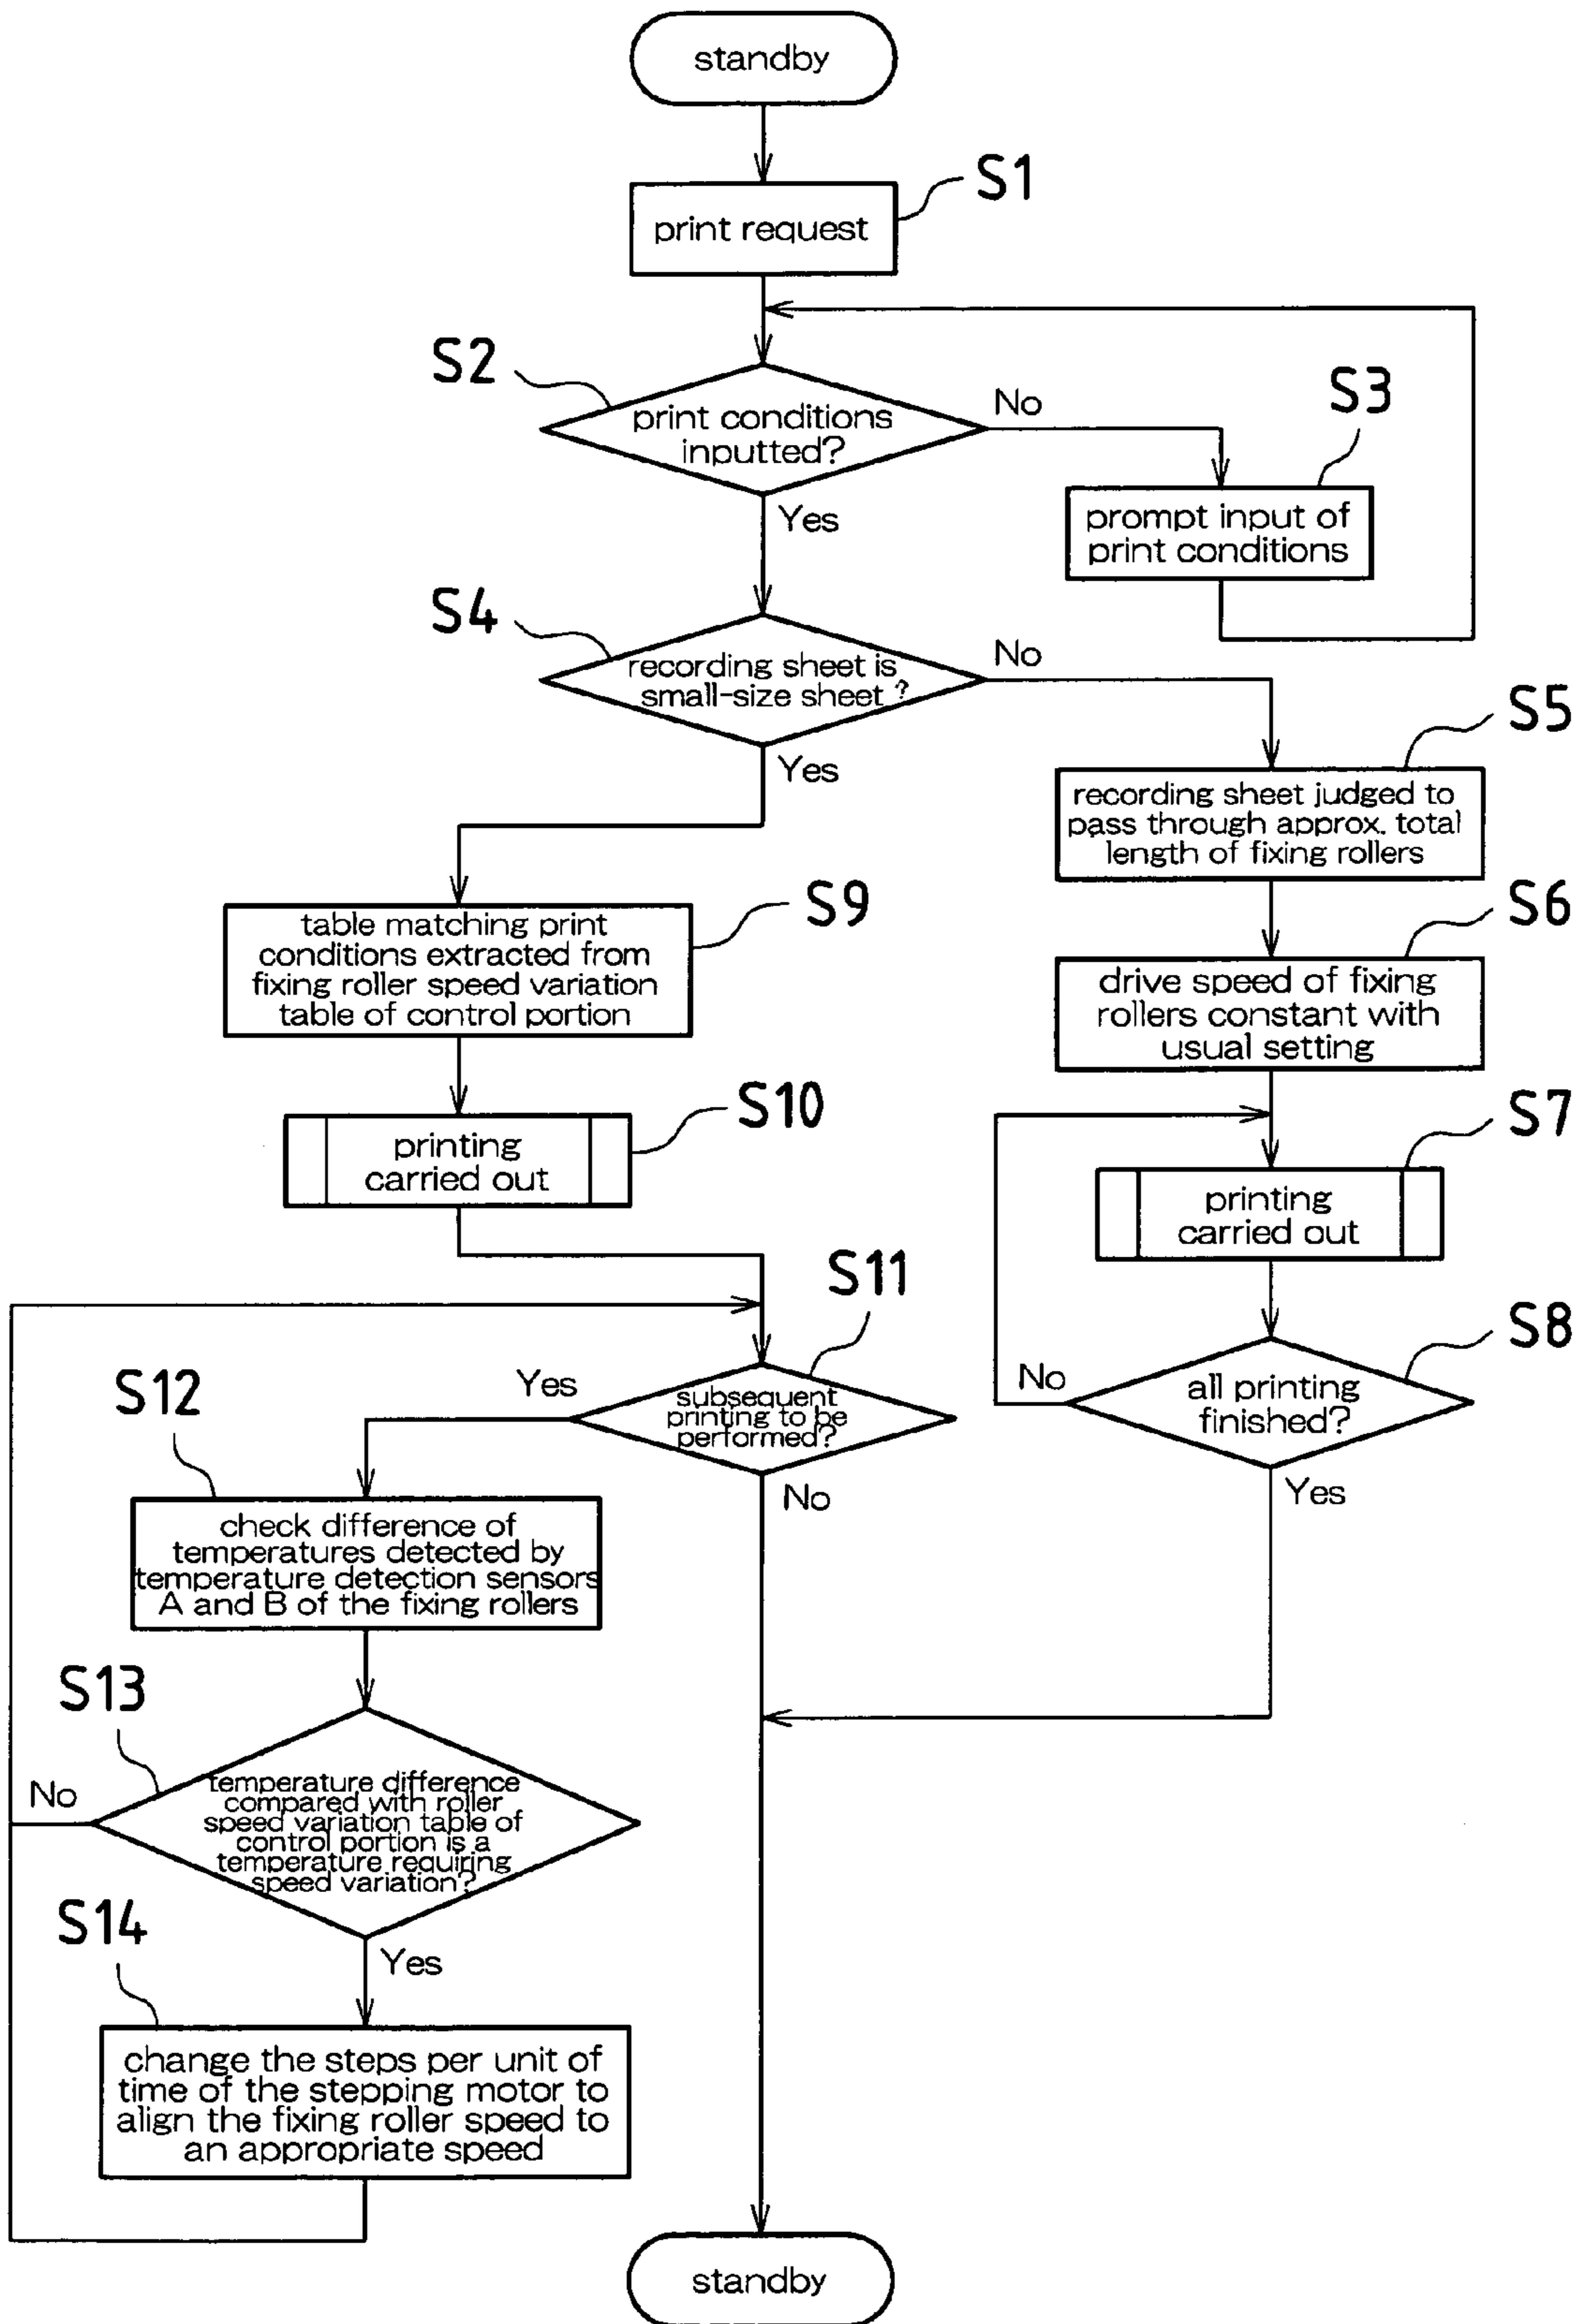 standby
S1
print request
S2
print conditions
inputted?
No
S3
prompt input of
print conditions
Yes
S4
recording sheet is
small-size sheet ?
No
Yes
S5
recording sheet judged to
pass through approx. total
length of fixing rollers
S6
drive speed of fixing
rollers constant with
usual setting
S7
printing
carried out
S8
all printing
finished?
No
Yes
S9
table matching print
conditions extracted from
fixing roller speed variation
table of control portion
S10
printing
carried out
S11
subsequent
printing to be
performed?
Yes
No
S12
check difference of
temperatures detected by
temperature detection sensors
A and B of the fixing rollers
S13
temperature difference
compared with roller
speed variation table of
control portion is a
temperature requiring
speed variation?
No
Yes
S14
change the steps per unit of
time of the stepping motor to
align the fixing roller speed to
an appropriate speed
standby